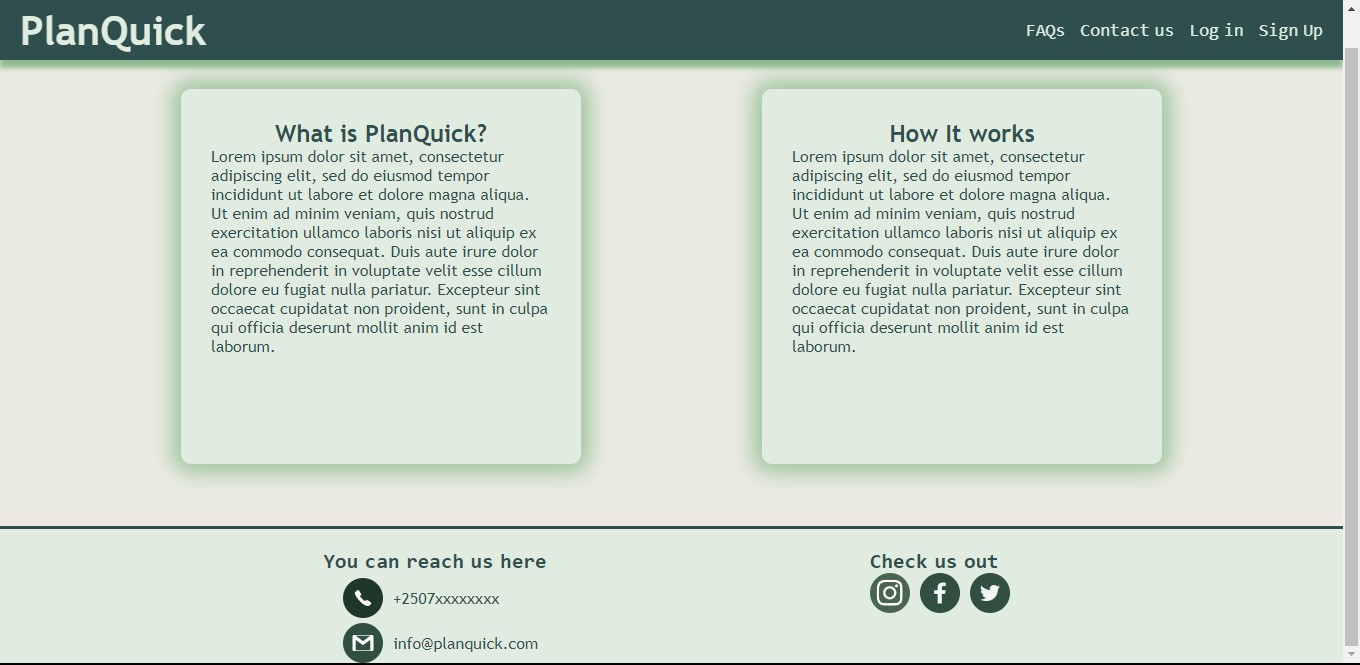 PlanQuick
FAQs Contact us Log in Sign Up
What is PlanQuick?
Lorem ipsum dolor sit amet, consectetur
adipiscing elit, sed do eiusmod tempor
incididunt ut labore et dolore magna aliqua.
Ut enim ad minim veniam, quis nostrud
exercitation ullamco laboris nisi ut aliquip ex
ea commodo consequat. Duis aute irure dolor
in reprehenderit in voluptate velit esse cillum
dolore eu fugiat nulla pariatur. Excepteur sint
occaecat cupidatat non proident, sunt in culpa
qui officia deserunt mollit anim id est
laborum.
How It works
Lorem ipsum dolor sit amet, consectetur
adipiscing elit, sed do eiusmod tempor
incididunt ut labore et dolore magna aliqua.
Ut enim ad minim veniam, quis nostrud
exercitation ullamco laboris nisi ut aliquip ex
ea commodo consequat. Duis aute irure dolor
in reprehenderit in voluptate velit esse cillum
dolore eu fugiat nulla pariatur. Excepteur sint
occaecat cupidatat non proident, sunt in culpa
qui officia deserunt mollit anim id est
laborum.
You can reach us here
+2507xxxxxxxx
info@planquick.com
Check us out